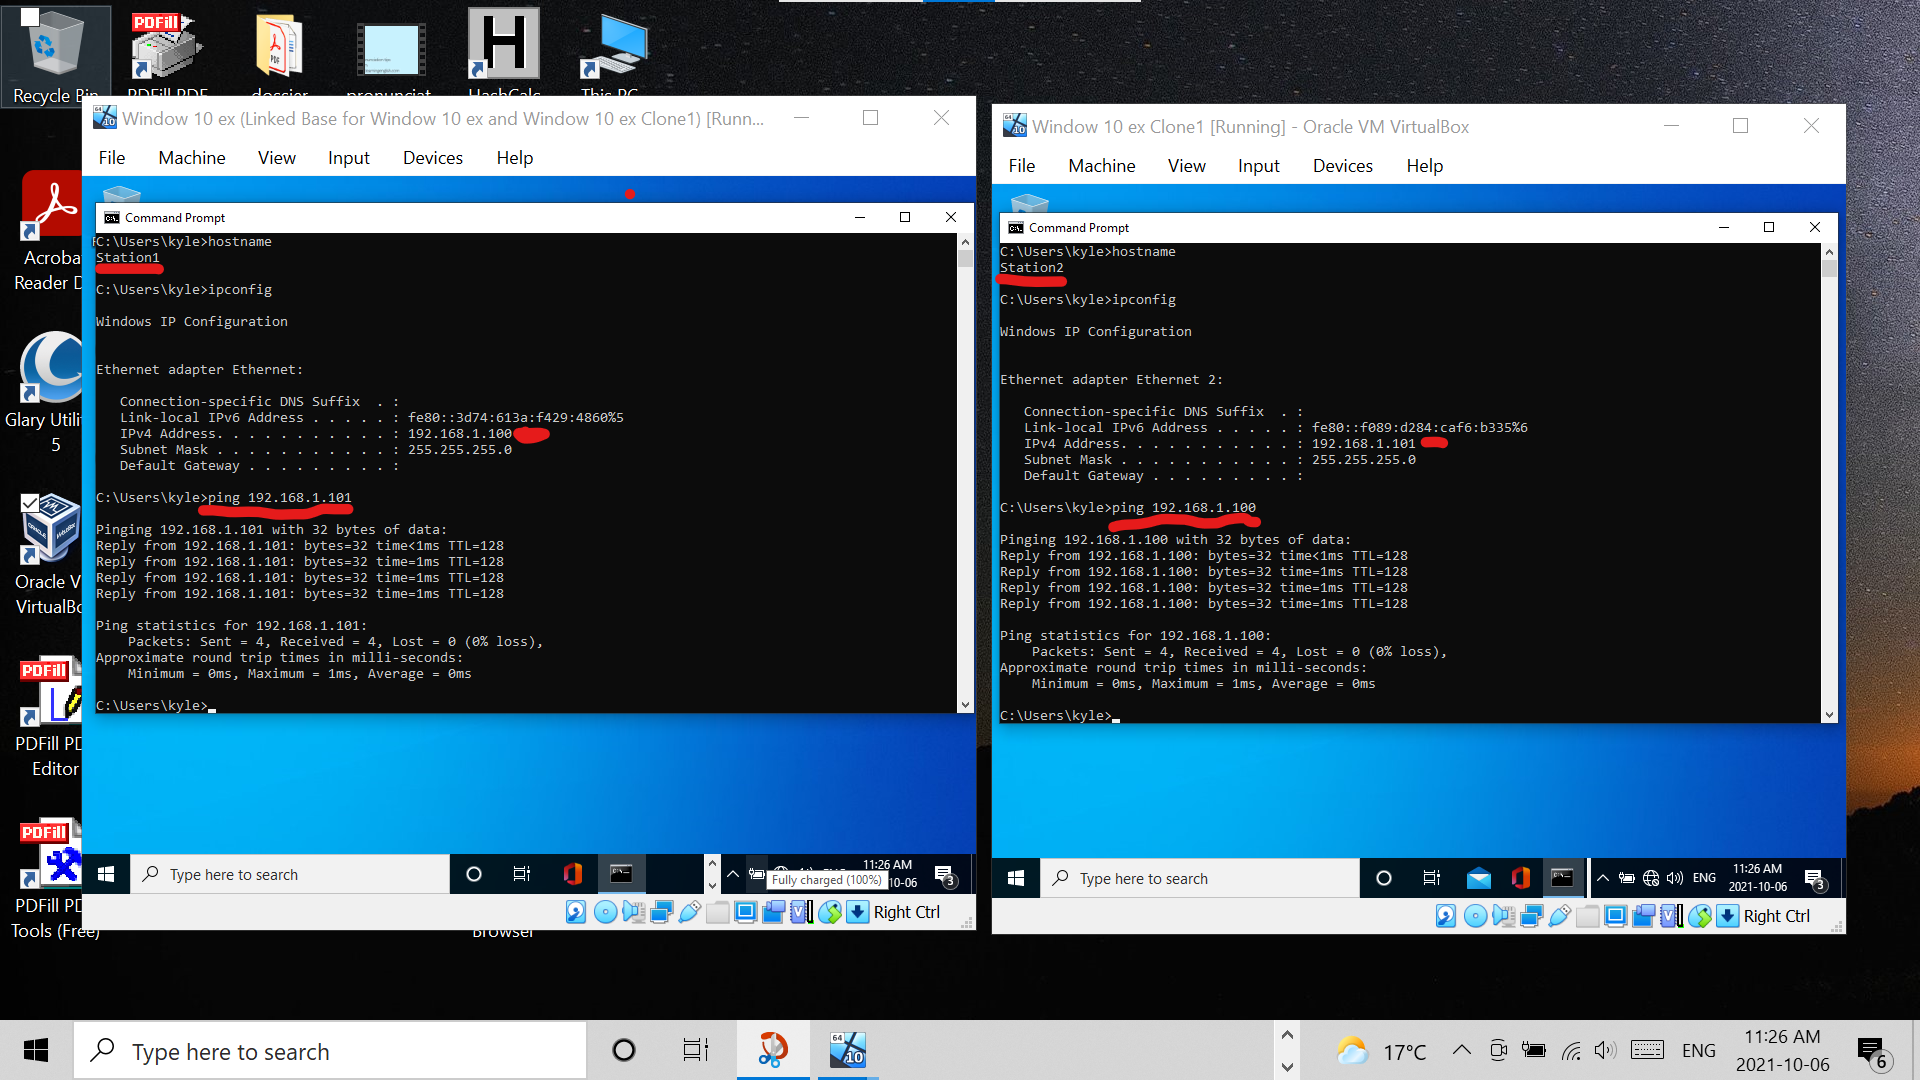 Recycle Bin
PDFill PDF
dossier
pronunciat
HashCalc
This PC
Acroba
Reader D
Glary Utili
5
Oracle V
VirtualBo
PDFill PD
Editor
PDFill PD
Tools (Free)
Browser
Window 10 ex (Linked Base for Window 10 ex and Window 10 ex Clone1) [Runn...
File Machine View Input Devices Help
Command Prompt
C:\Users\kyle>hostname
Station1
C:\Users\kyle>ipconfig
Windows IP Configuration
Ethernet adapter Ethernet:
Connection-specific DNS Suffix . :
Link-local IPv6 Address . . . . . : fe80::3d74:613a:f429:4860%5
IPv4 Address. . . . . . . . . . . : 192.168.1.100
Subnet Mask . . . . . . . . . . . : 255.255.255.0
Default Gateway . . . . . . . . . :
C:\Users\kyle>ping 192.168.1.101
Pinging 192.168.1.101 with 32 bytes of data:
Reply from 192.168.1.101: bytes=32 time<1ms TTL=128
Reply from 192.168.1.101: bytes=32 time=1ms TTL=128
Reply from 192.168.1.101: bytes=32 time=1ms TTL=128
Reply from 192.168.1.101: bytes=32 time=1ms TTL=128
Ping statistics for 192.168.1.101:
Packets: Sent = 4, Received = 4, Lost = 0 (0% loss),
Approximate round trip times in milli-seconds:
Minimum = 0ms, Maximum = 1ms, Average = 0ms
C:\Users\kyle>
Type here to search
11:26 AM
10-06
3
Fully charged (100%)
Right Ctrl
Window 10 ex Clone1 [Running] - Oracle VM VirtualBox
File Machine View Input Devices Help
Command Prompt
C:\Users\kyle>hostname
Station2
C:\Users\kyle>ipconfig
Windows IP Configuration
Ethernet adapter Ethernet 2:
Connection-specific DNS Suffix . :
Link-local IPv6 Address . . . . . : fe80::f089:d284:caf6:b335%6
IPv4 Address. . . . . . . . . . . : 192.168.1.101
Subnet Mask . . . . . . . . . . . : 255.255.255.0
Default Gateway . . . . . . . . . :
C:\Users\kyle>ping 192.168.1.100
Pinging 192.168.1.100 with 32 bytes of data:
Reply from 192.168.1.100: bytes=32 time<1ms TTL=128
Reply from 192.168.1.100: bytes=32 time=1ms TTL=128
Reply from 192.168.1.100: bytes=32 time=1ms TTL=128
Reply from 192.168.1.100: bytes=32 time=1ms TTL=128
Ping statistics for 192.168.1.100:
Packets: Sent = 4, Received = 4, Lost = 0 (0% loss),
Approximate round trip times in milli-seconds:
Minimum = 0ms, Maximum = 1ms, Average = 0ms
C:\Users\kyle>
Type here to search
ENG
11:26 AM
2021-10-06
3
Right Ctrl
Type here to search
17°C
ENG
11:26 AM
2021-10-06
6